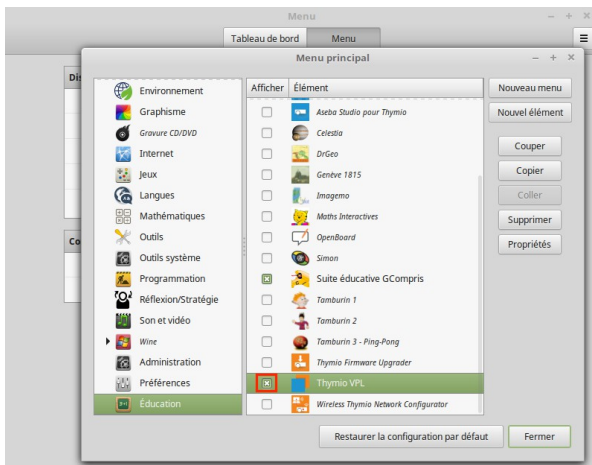 Menu
Tableau de bord
Menu
Menu principal
Dis
Co
Environnement
Graphisme
Gravure CD/DVD
Internet
Jeux
Langues
Mathématiques
Outils
Outils système
Programmation
Réflexion/Stratégie
Son et vidéo
Wine
Administration
Préférences
Éducation
Afficher
Élément
Aseba Studio pour Thymio
Celestia
DrGeo
Genève 1815
Imagemo
Maths Interactives
OpenBoard
Simon
Suite éducative GCompris
Tamburin 1
Tamburin 2
Tamburin 3 - Ping-Pong
Thymio Firmware Upgrader
Thymio VPL
Wireless Thymio Network Configurator
Nouveau menu
Nouvel élément
Couper
Copier
Coller
Supprimer
Propriétés
Restaurer la configuration par défaut
Fermer